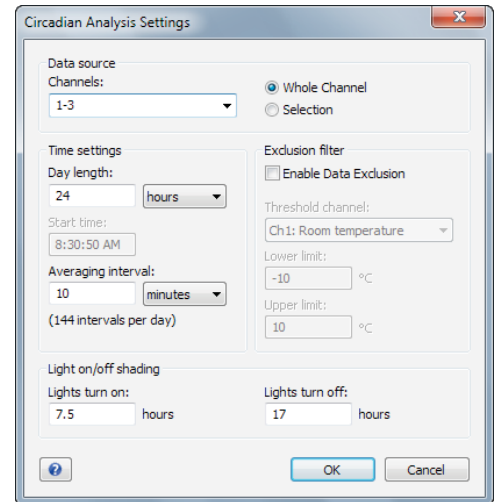 Circadian Analysis Settings
Data source
Channels:
1-3
Whole Channel
Selection
Time settings
Day length:
24 hours
Start time:
8:30:50 AM
Averaging interval:
10 minutes
(144 intervals per day)
Exclusion filter
Enable Data Exclusion
Threshold channel:
Ch1: Room temperature
Lower limit:
-10 °C
Upper limit:
10 °C
Light on/off shading
Lights turn on:
7.5 hours
Lights turn off:
17 hours
?
OK
Cancel